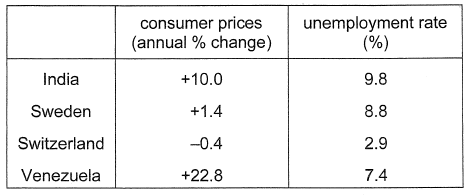 consumer prices unemployment rate
(annual % change) (%)
India +10.0 9.8
Sweden +1.4 8.8
Switzerland –0.4 2.9
Venezuela +22.8 7.4